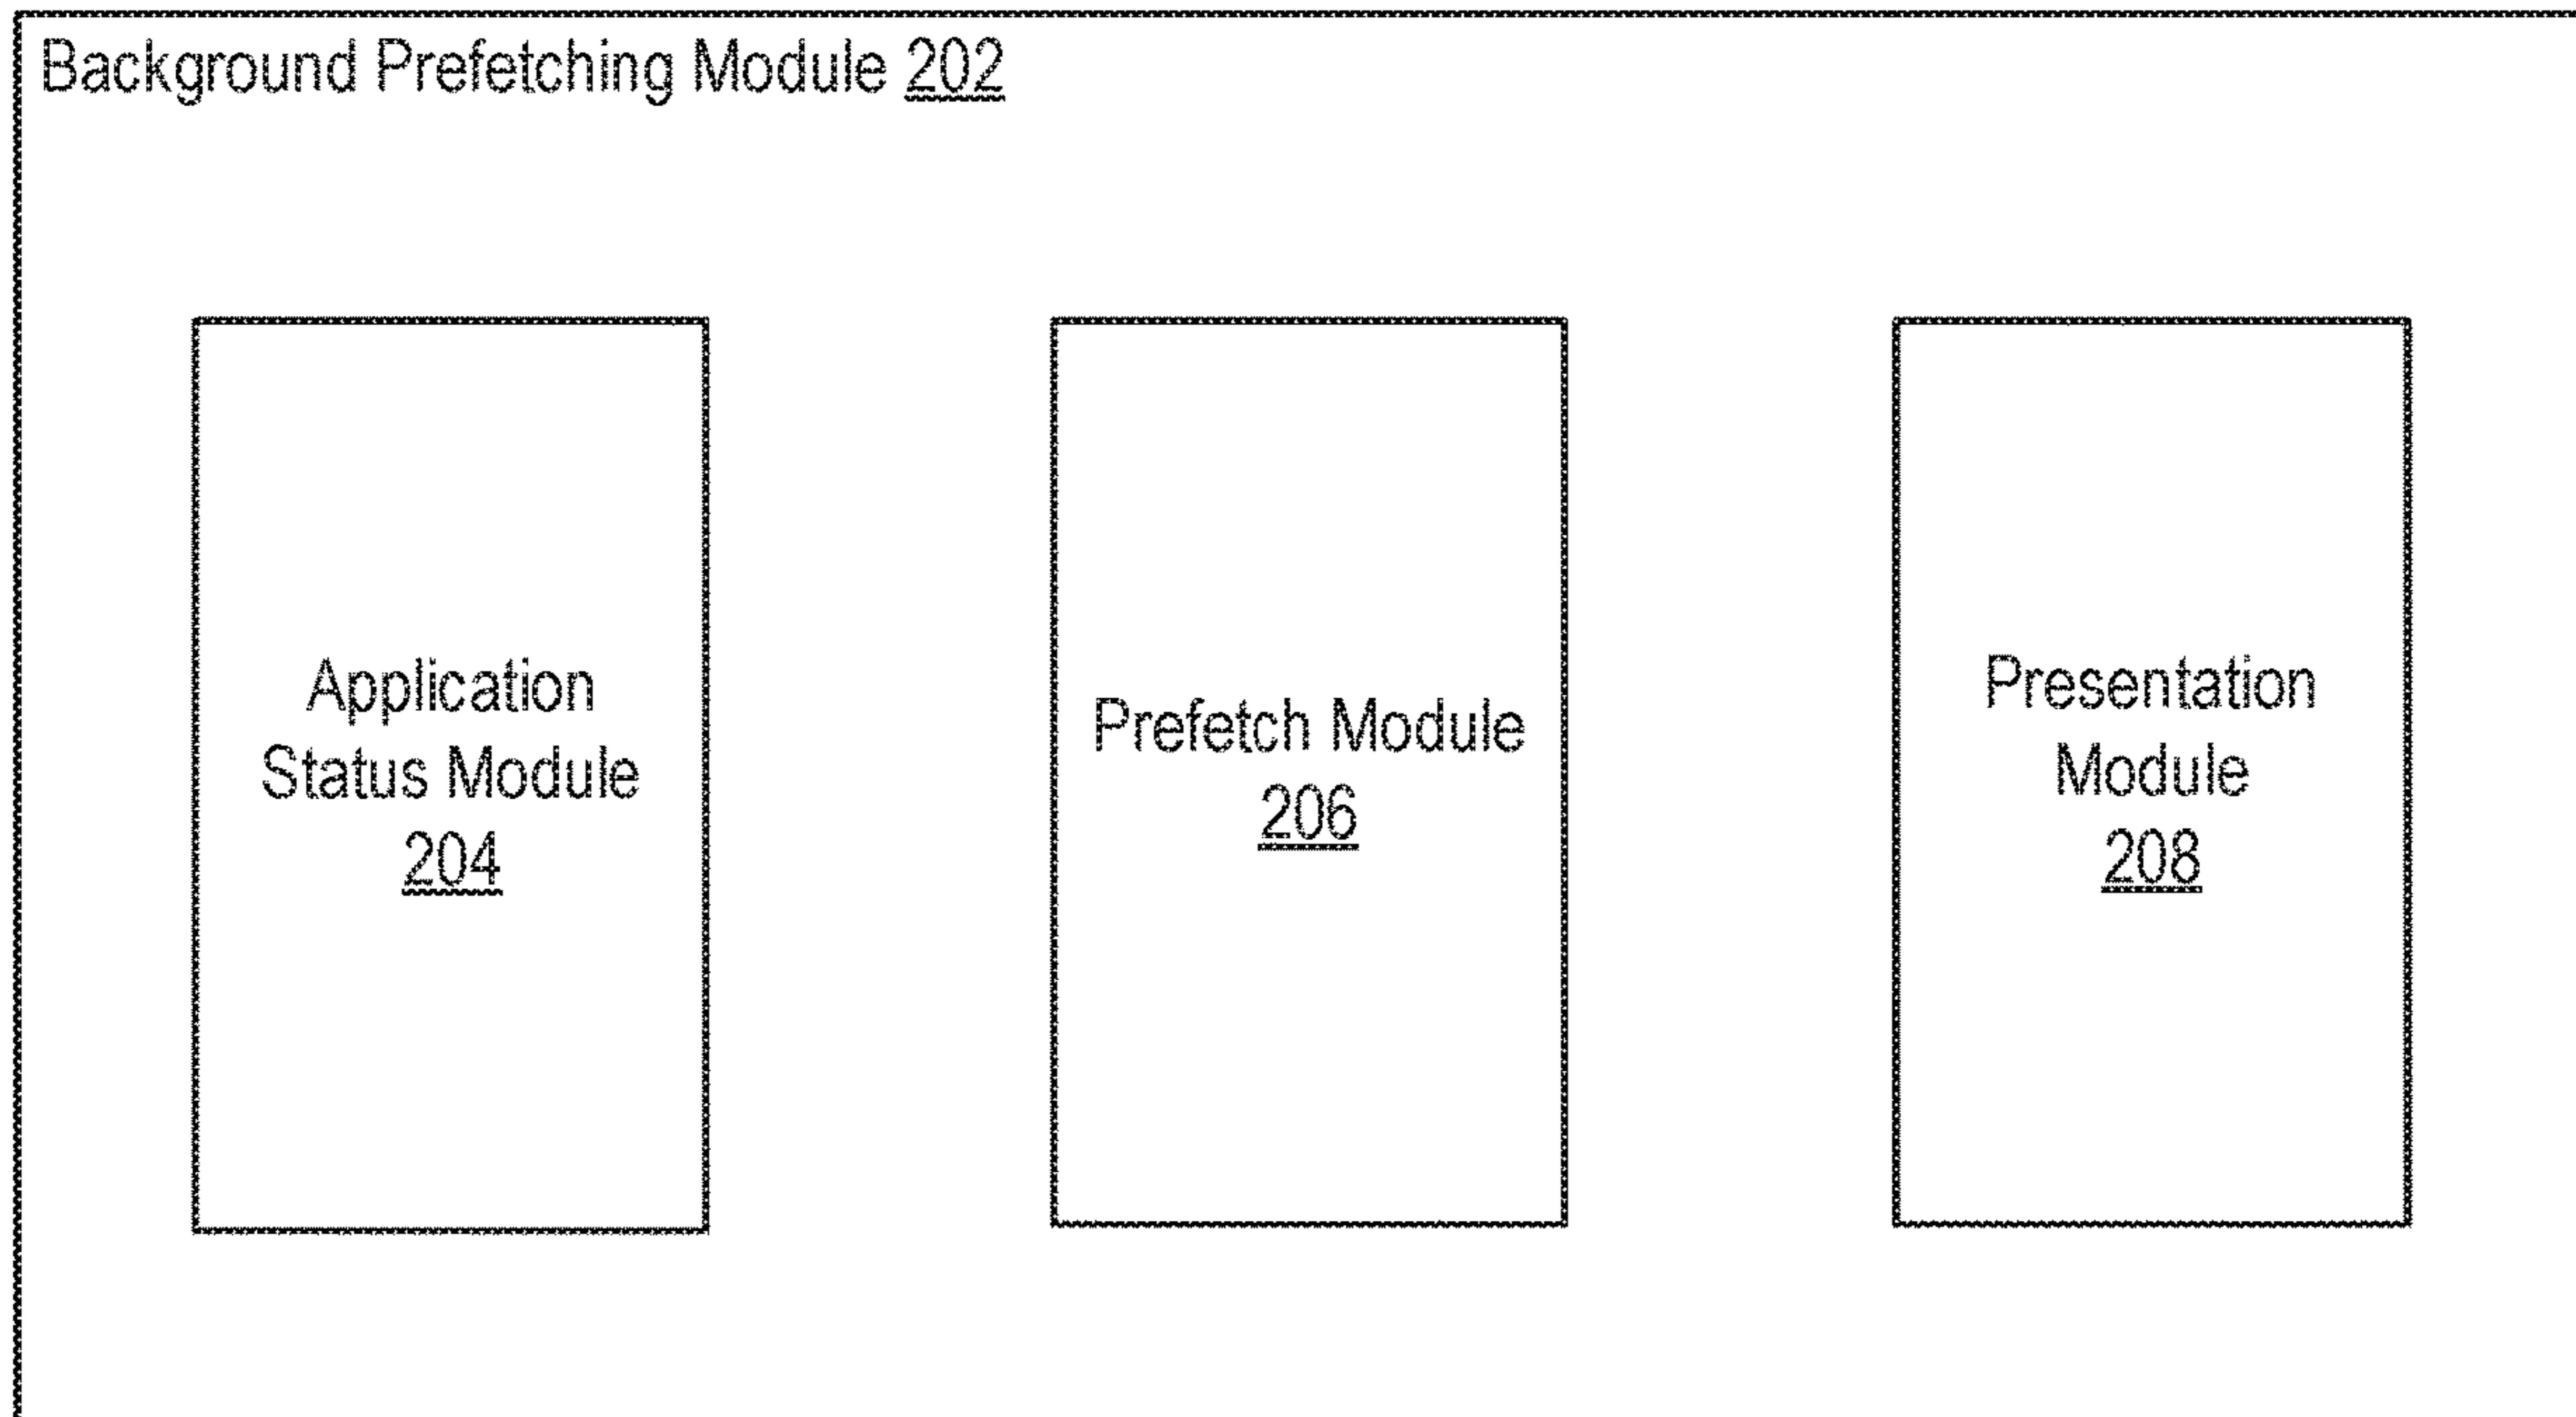 Background Prefetching Module 202
Application
Status Module
204
Prefetch Module
206
Presentation
Module
208